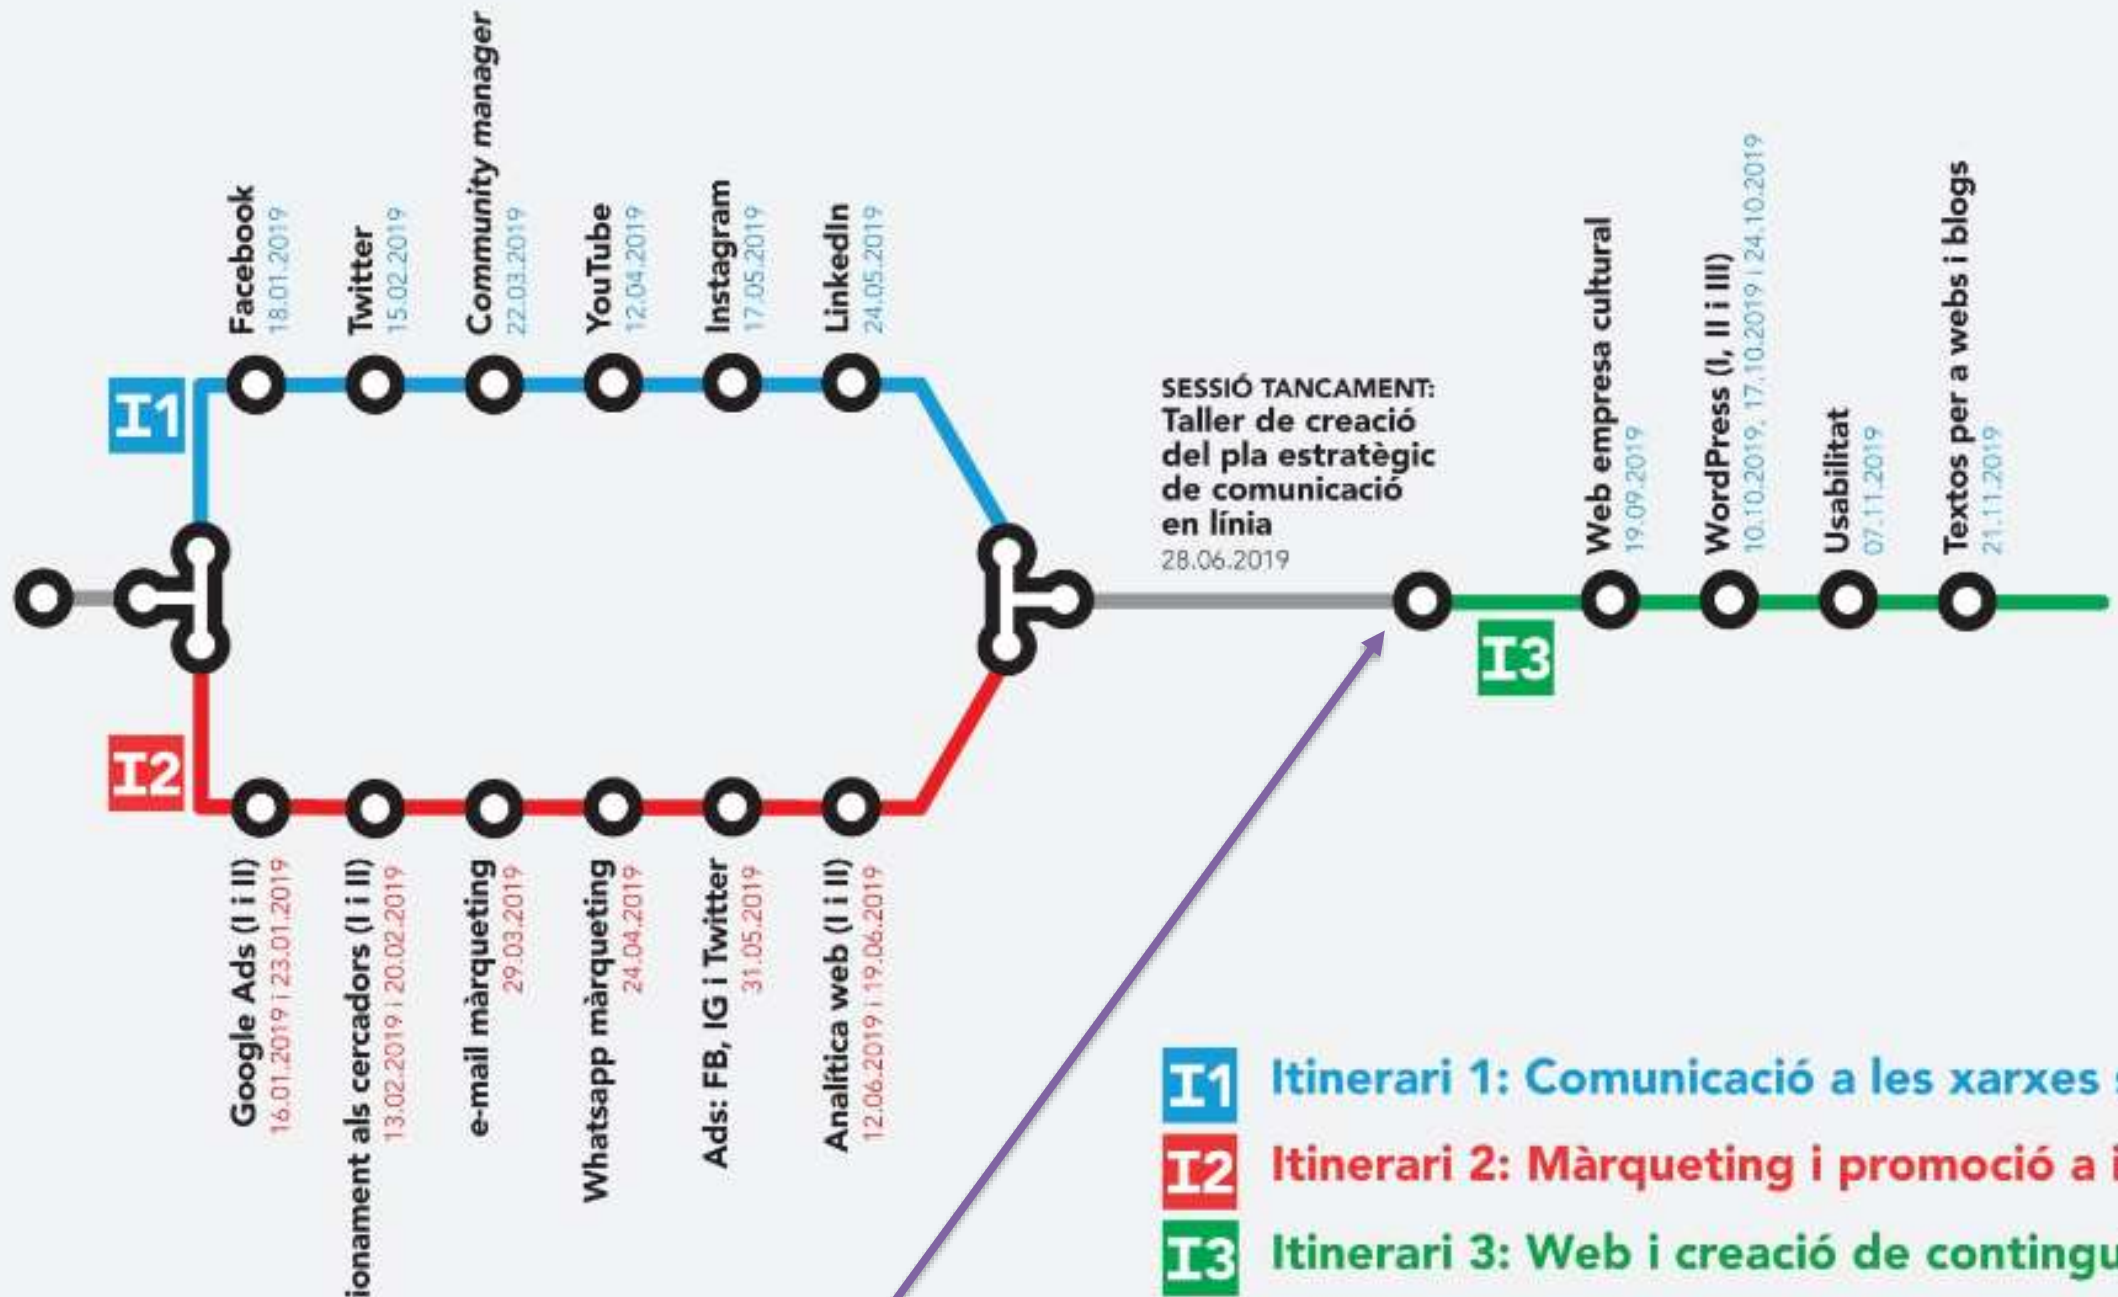 Facebook
18.01.2019
Twitter
15.02.2019
Community manager
22.03.2019
YouTube
12.04.2019
Instagram
17.05.2019
LinkedIn
24.05.2019
I1
SESSIÓ TANCAMENT:
Taller de creació
del pla estratègic
de comunicació
en línia
28.06.2019
Web empresa cultural
19.09.2019
WordPress (I, II i III)
10.10.2019, 17.10.2019 i 24.10.2019
Usabilitat
07.11.2019
Textos per a webs i blogs
21.11.2019
I3
I2
Google Ads (I i II)
16.01.2019 i 23.01.2019
als cercadors (I i II)
13.02.2019 i 20.02.2019
e-mail màrqueting
29.03.2019
Whatsapp màrqueting
24.04.2019
Ads: FB, IG i Twitter
31.05.2019
Analítica web (I i II)
12.06.2019 i 19.06.2019
I1 Itinerari 1: Comunicació a les xarxes
I2 Itinerari 2: Màrqueting i promoció a
I3 Itinerari 3: Web i creació de